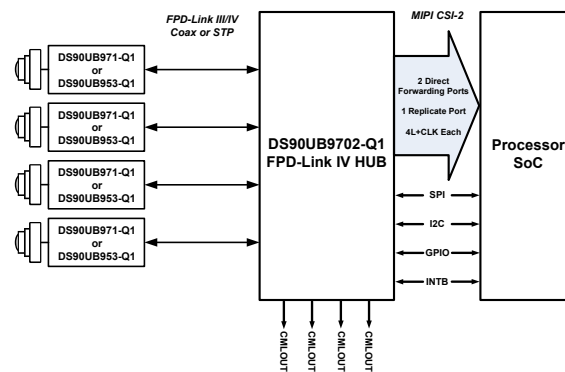 FPD-Link III/IV
Coax or STP
MIPI CSI-2
DS90UB971-Q1
or
DS90UB953-Q1
DS90UB971-Q1
or
DS90UB953-Q1
DS90UB971-Q1
or
DS90UB953-Q1
DS90UB971-Q1
or
DS90UB953-Q1
DS90UB9702-Q1
FPD-Link IV HUB
2 Direct
Forwarding Ports
1 Replicate Port
4L+CLK Each
SPI
I2C
GPIO
INTB
Processor
SoC
CMLOUT
CMLOUT
CMLOUT
CMLOUT